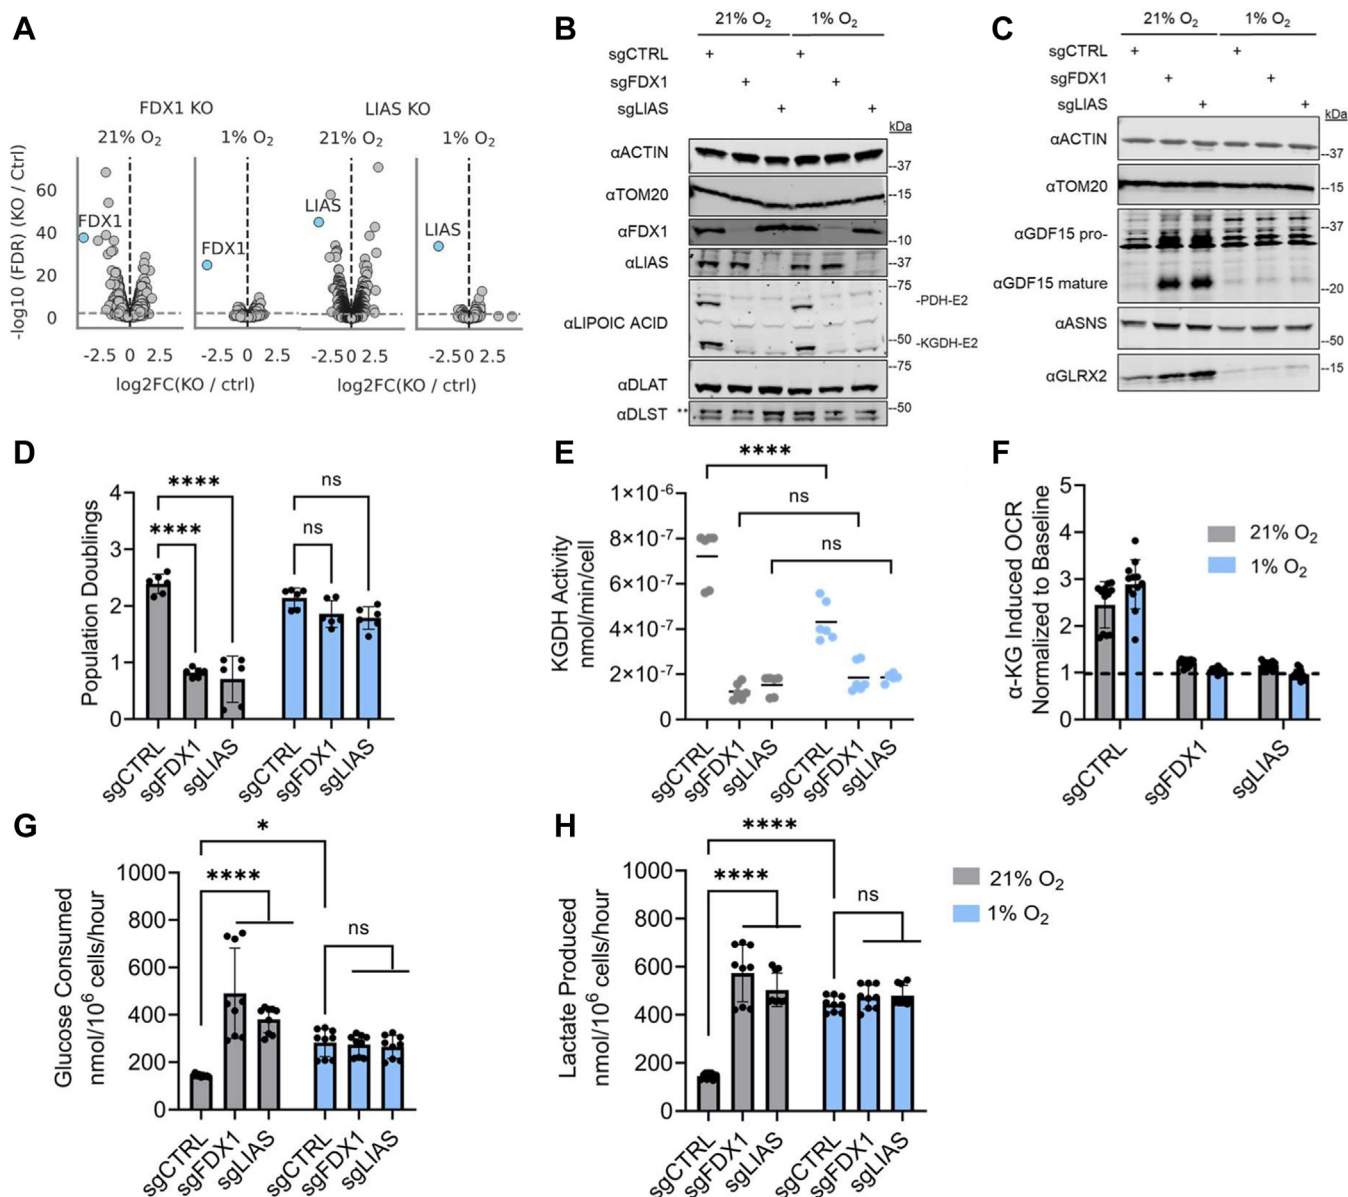 A
FDX1 KO
LIAS KO
21% O2
1% O2
21% O2
1% O2
-log10 (FDR) (KO / Ctrl)
60
40
20
0
FDX1
FDX1
LIAS
LIAS
-2.5 0 2.5
-2.5 0 2.5
-2.5 0 2.5
-2.5 0 2.5
log2FC(KO / ctrl)
log2FC(KO / ctrl)
B
21% O2
1% O2
sgCTRL + +
sgFDX1 + +
sgLIAS + +
kDa
αACTIN --37
αTOM20 --15
αFDX1 --10
αLIAS --37
--75
-PDH-E2
αLIPOIC ACID
--50
-KGDH-E2
--75
αDLAT
** --50
αDLST
C
21% O2
1% O2
sgCTRL + +
sgFDX1 + +
sgLIAS + +
kDa
αACTIN --37
αTOM20 --15
--37
αGDF15 pro-
αGDF15 mature --20
αASNS
--50
αGLRX2 --15
D
Population Doublings
4
3
2
1
0
****
****
ns
ns
sgCTRL
sgFDX1
sgLIAS
sgCTRL
sgFDX1
sgLIAS
E
KGDH Activity
nmol/min/cell
1×10-6
8×10-7
6×10-7
4×10-7
2×10-7
0
****
ns
ns
sgCTRL
sgFDX1
sgLIAS
sgCTRL
sgFDX1
sgLIAS
F
α-KG Induced OCR
Normalized to Baseline
5
4
3
2
1
0
21% O2
1% O2
sgCTRL
sgFDX1
sgLIAS
G
Glucose Consumed
nmol/106 cells/hour
1000
800
600
400
200
0
*
****
ns
sgCTRL
sgFDX1
sgLIAS
sgCTRL
sgFDX1
sgLIAS
H
Lactate Produced
nmol/106 cells/hour
1000
800
600
400
200
0
****
****
ns
sgCTRL
sgFDX1
sgLIAS
sgCTRL
sgFDX1
sgLIAS
21% O2
1% O2